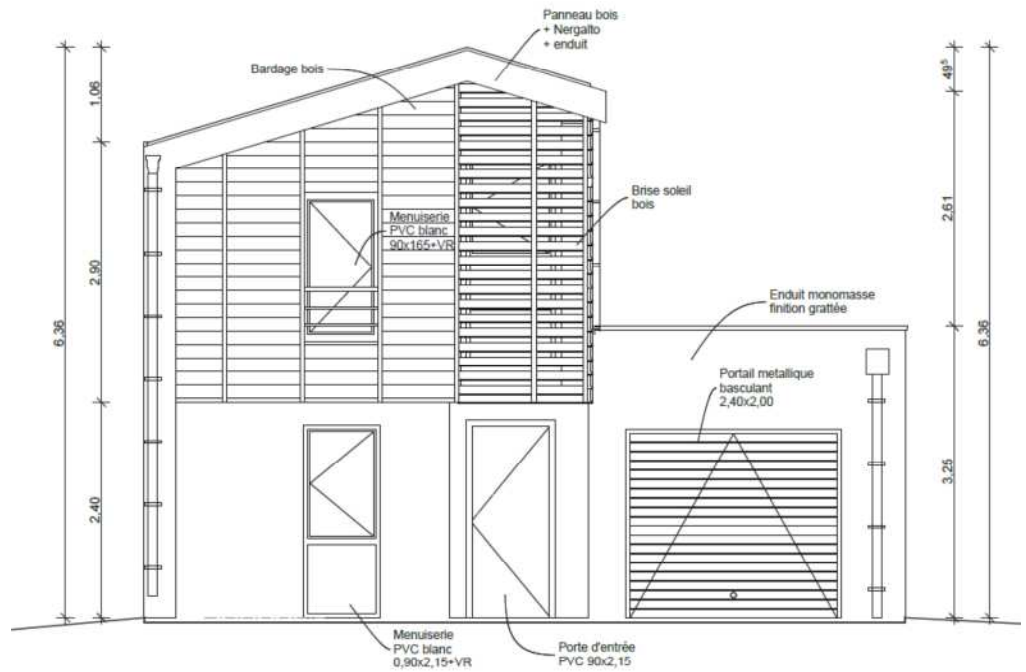 Panneau bois
+ Nergalto
+ enduit
Bardage bois
1,06
49⁵
Brise soleil
bois
2,61
Menuiserie
PVC blanc
90x165+VR
2,90
6,36
Enduit monomasse
finition grattée
6,36
Portail metallique
basculant
2,40x2,00
2,40
3,25
Menuiserie
PVC blanc
0,90x2,15+VR
Porte d'entrée
PVC 90x2,15